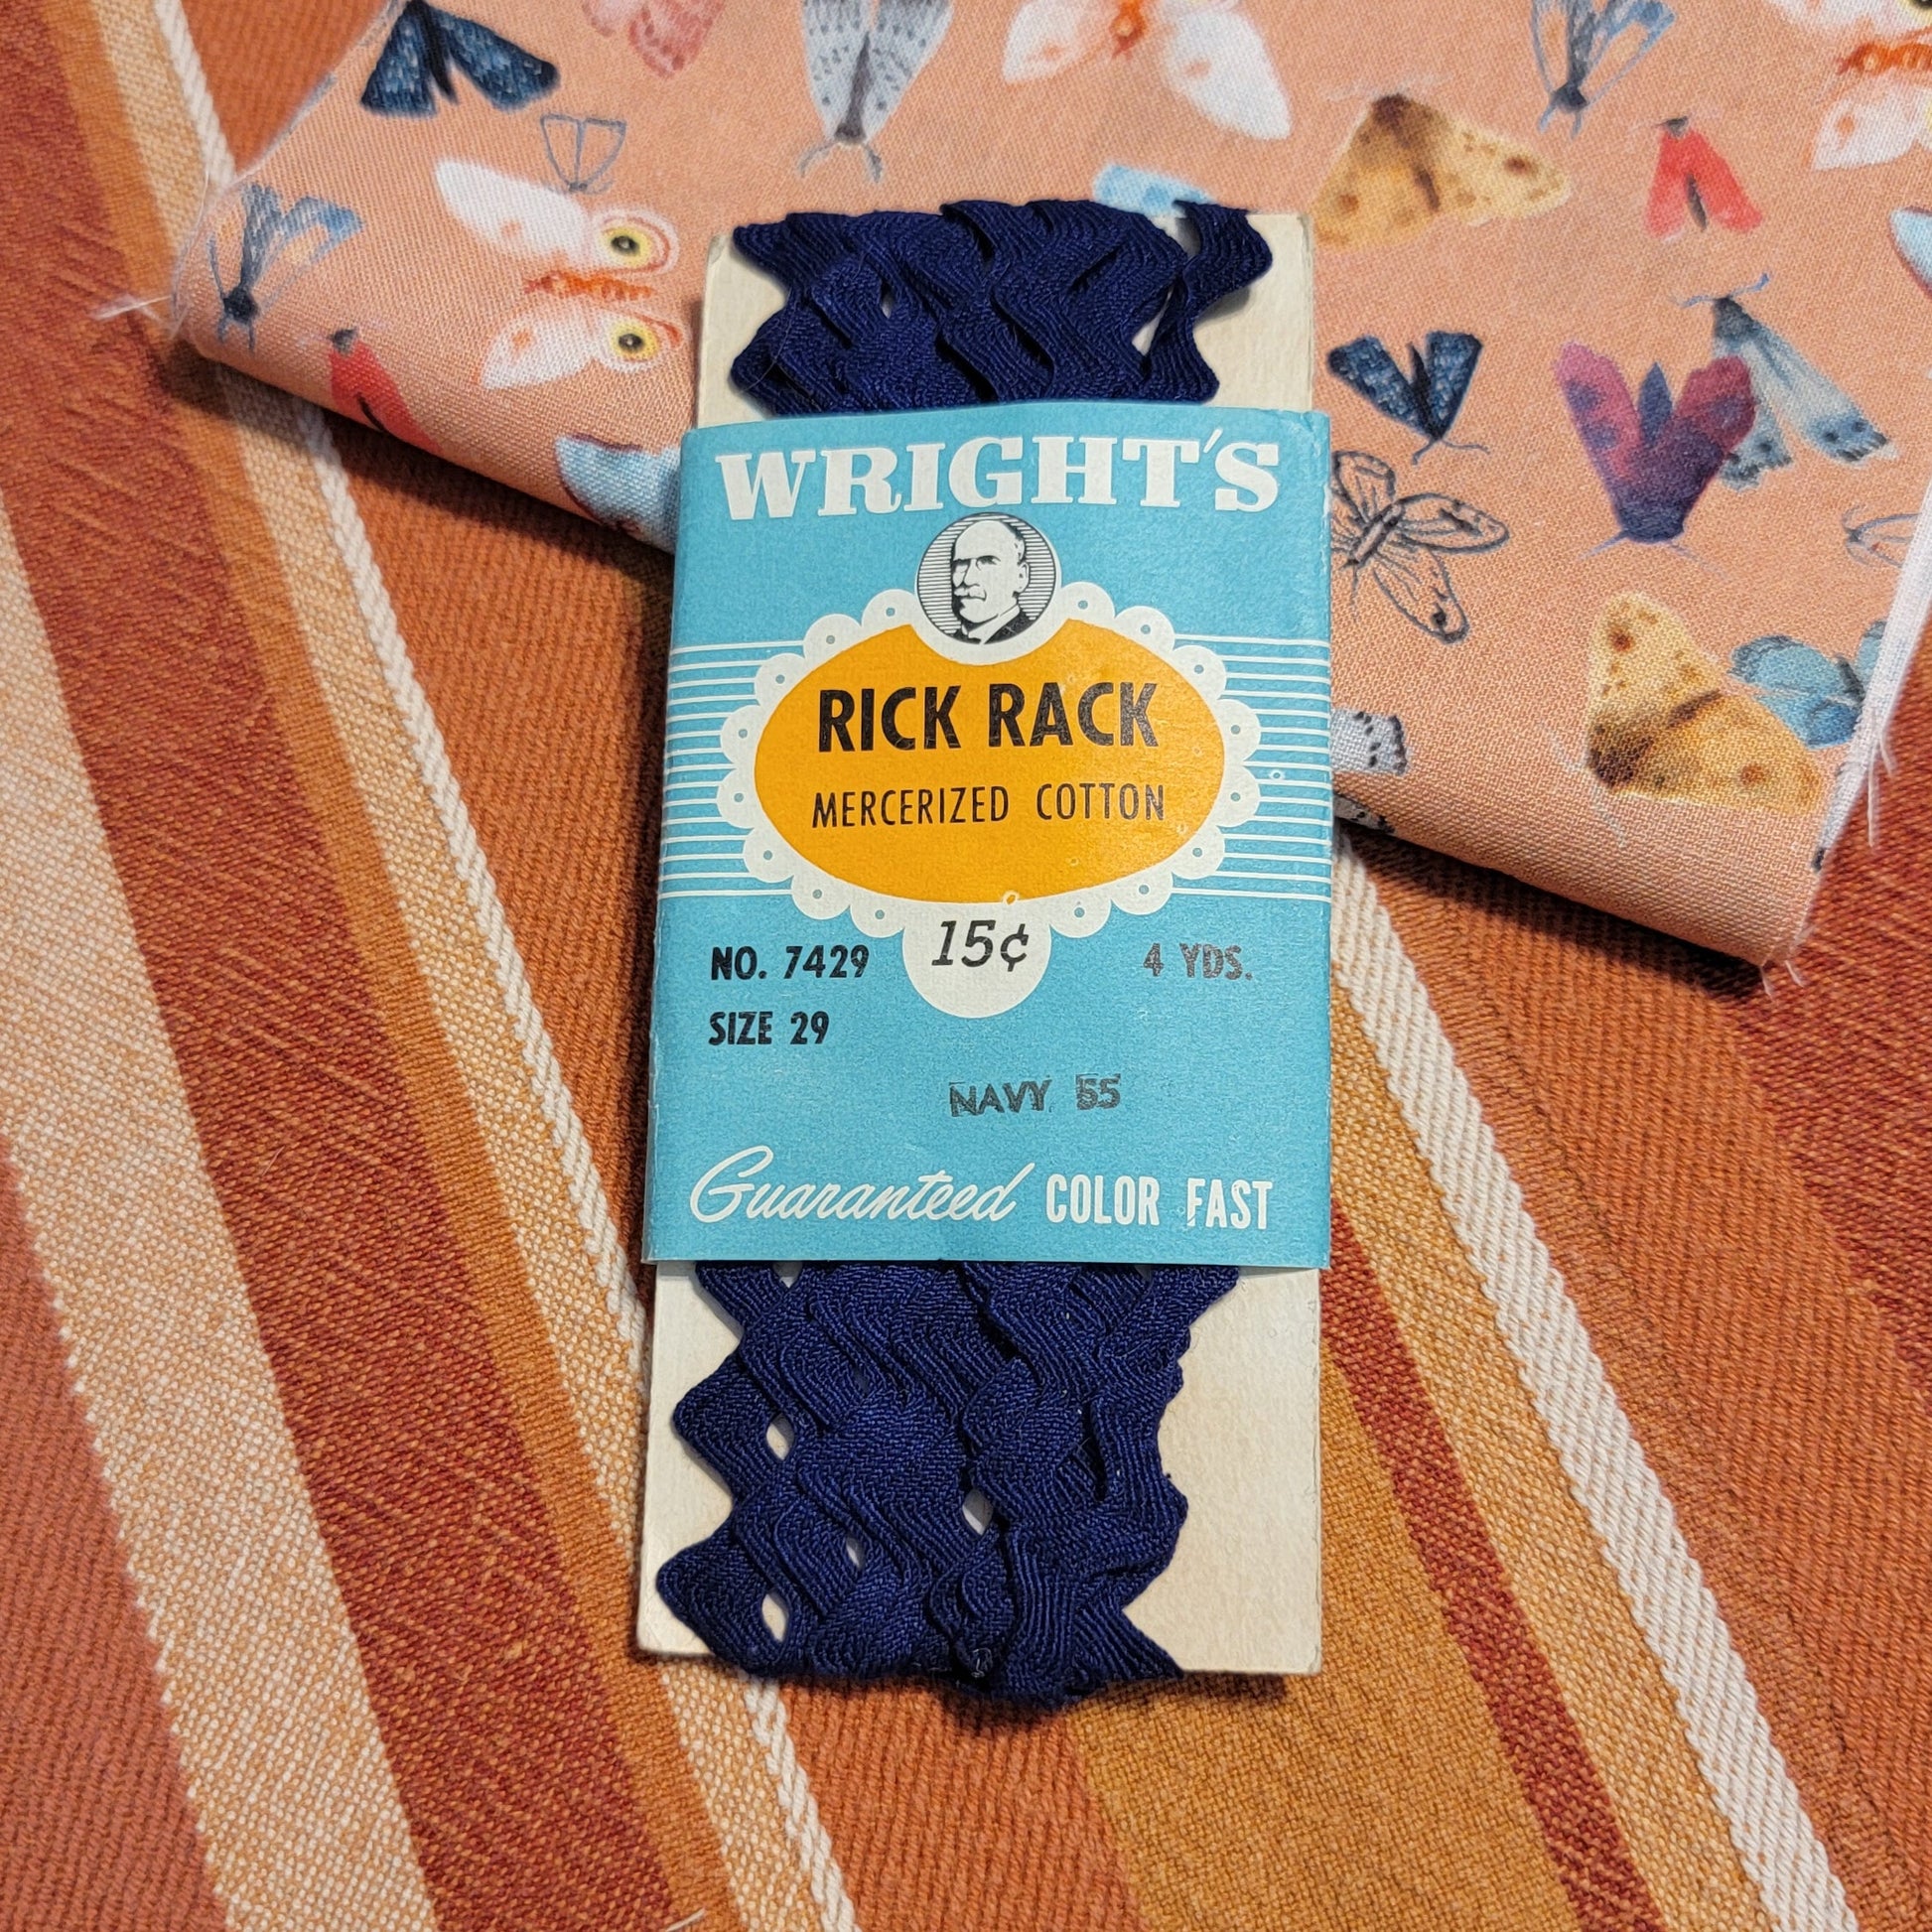 WRIGHT'S
RICK RACK
MERCERIZED COTTON
15¢
NO. 7429
4 YDS.
SIZE 29
NAVY 55
Guaranteed COLOR FAST